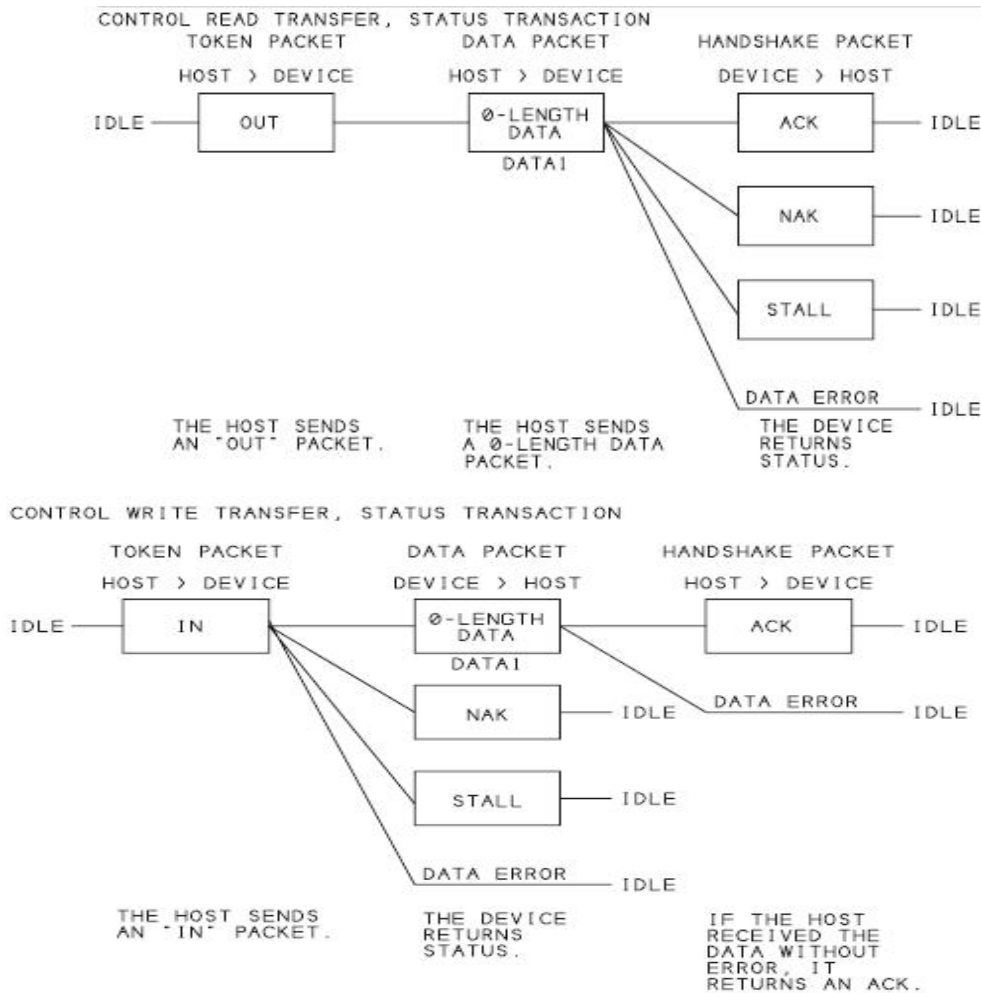 CONTROL READ TRANSFER, STATUS TRANSACTION
TOKEN PACKET DATA PACKET HANDSHAKE PACKET
HOST > DEVICE HOST > DEVICE DEVICE > HOST
IDLE OUT 0-LENGTH DATA ACK IDLE
DATA1
NAK IDLE
STALL IDLE
DATA ERROR IDLE
THE HOST SENDS
AN "OUT" PACKET.
THE HOST SENDS
A 0-LENGTH DATA
PACKET.
THE DEVICE
RETURNS
STATUS.
CONTROL WRITE TRANSFER, STATUS TRANSACTION
TOKEN PACKET DATA PACKET HANDSHAKE PACKET
HOST > DEVICE DEVICE > HOST HOST > DEVICE
IDLE IN 0-LENGTH DATA ACK IDLE
DATA1
NAK IDLE DATA ERROR IDLE
STALL IDLE
DATA ERROR IDLE
THE HOST SENDS
AN "IN" PACKET.
THE DEVICE
RETURNS
STATUS.
IF THE HOST
RECEIVED THE
DATA WITHOUT
ERROR, IT
RETURNS AN ACK.